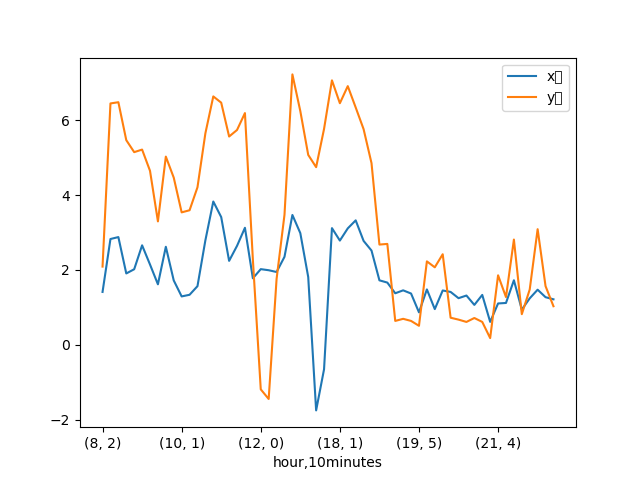 x
y
6
4
2
0
−2
(8, 2) (10, 1) (12, 0) (18, 1) (19, 5) (21, 4)
hour,10minutes